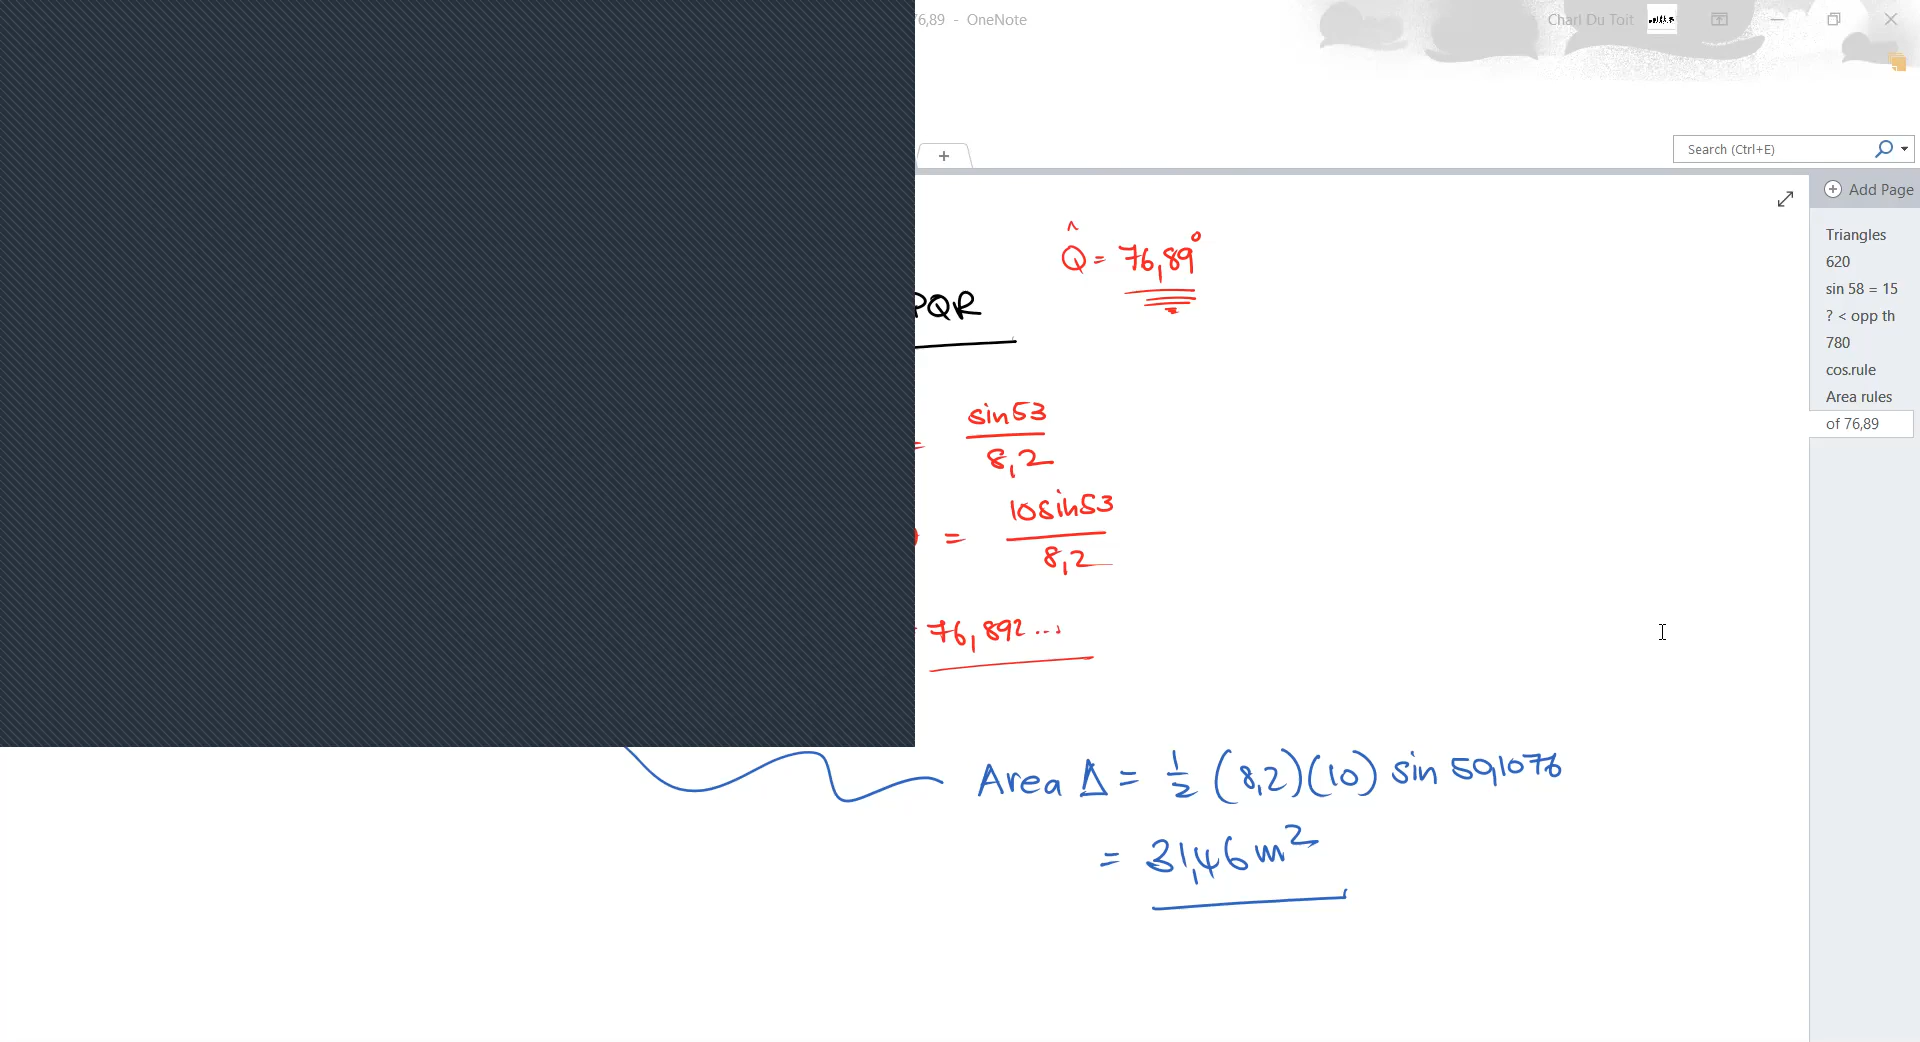 76,89 - OneNote
Charl Du Toit
Search (Ctrl+E)
Add Page
Triangles
620
sin 58 = 15
? < opp th
780
cos.rule
Area rules
of 76,89
Q̂ = 76,89°
PQR
= sin53 / 8,2
= 10sin53 / 8,2
76,892...
Area Δ = ½ (8,2)(10) sin 50,1076
= 31,46 m²